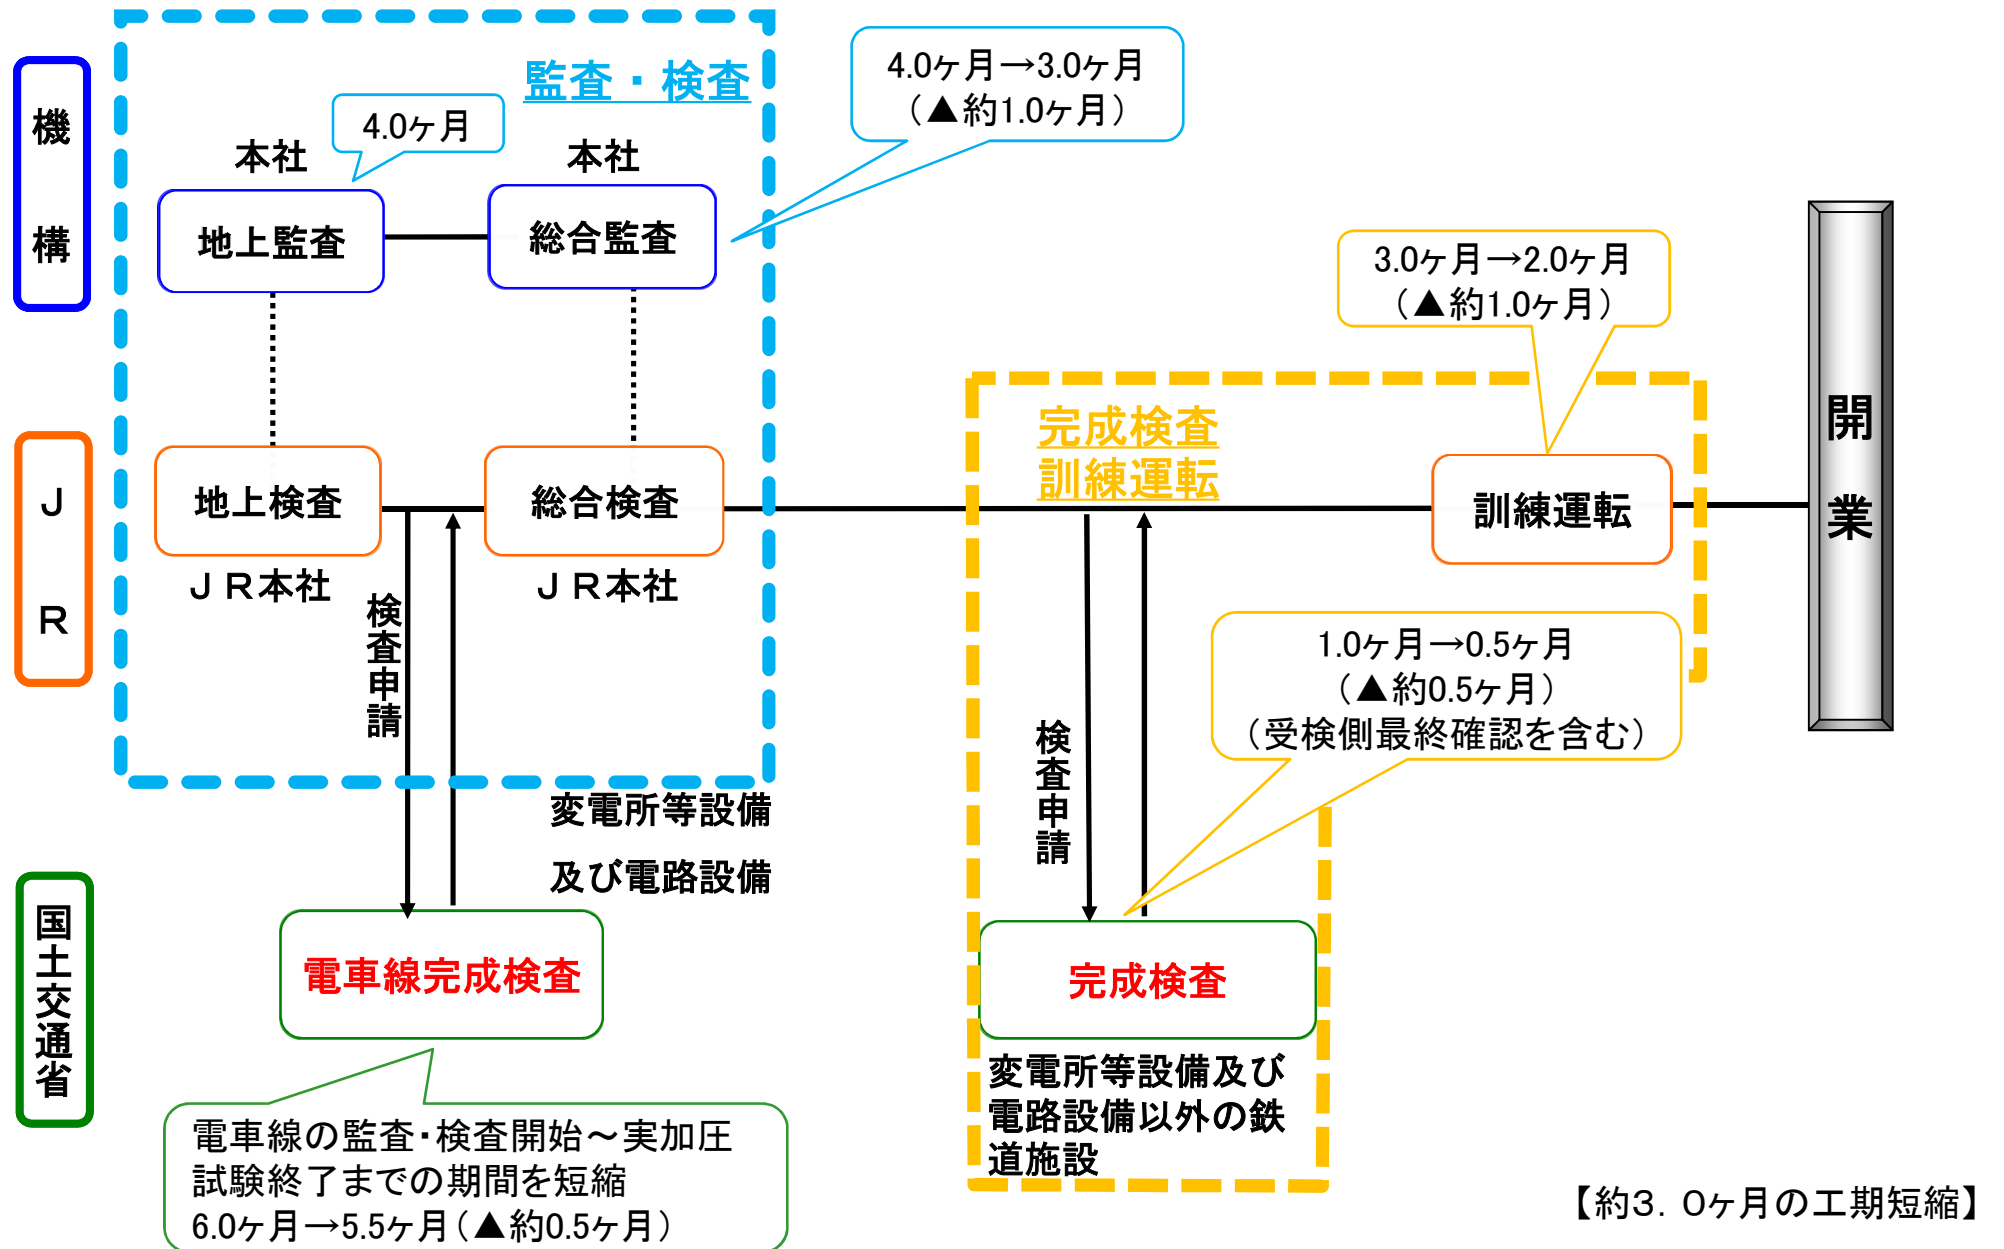 機
構
監査・検査
4.0ヶ月
4.0ヶ月→3.0ヶ月
（▲約1.0ヶ月）
本社
本社
地上監査
総合監査
3.0ヶ月→2.0ヶ月
（▲約1.0ヶ月）
開
業
J
R
完成検査
訓練運転
地上検査
総合検査
訓練運転
JR本社
JR本社
検査申請
1.0ヶ月→0.5ヶ月
（▲約0.5ヶ月）
（受検側最終確認を含む）
検査申請
変電所等設備
及び電路設備
国土交通省
電車線完成検査
完成検査
変電所等設備及び
電路設備以外の鉄
道施設
電車線の監査・検査開始～実加圧
試験終了までの期間を短縮
6.0ヶ月→5.5ヶ月（▲約0.5ヶ月）
【約3．0ヶ月の工期短縮】